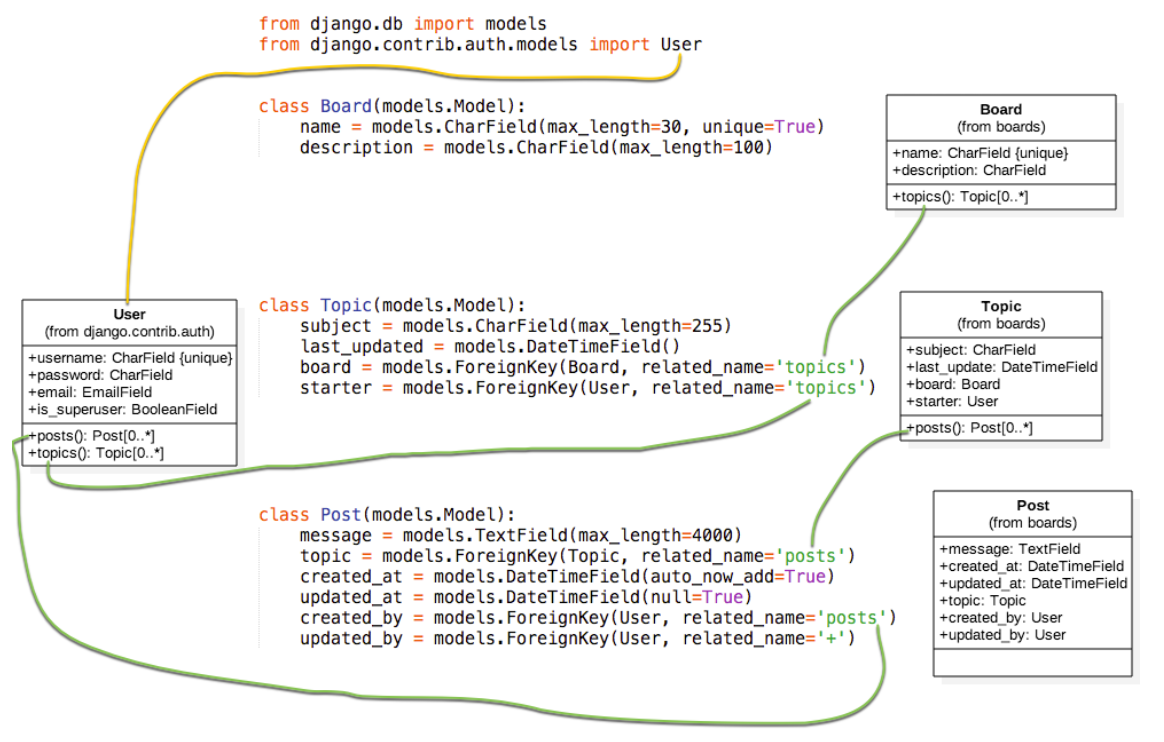 from django.db import models
from django.contrib.auth.models import User
class Board(models.Model):
name = models.CharField(max_length=30, unique=True)
description = models.CharField(max_length=100)
Board
(from boards)
+name: CharField {unique}
+description: CharField
+topics(): Topic[0..*]
User
(from django.contrib.auth)
+username: CharField {unique}
+password: CharField
+email: EmailField
+is_superuser: BooleanField
+posts(): Post[0..*]
+topics(): Topic[0..*]
class Topic(models.Model):
subject = models.CharField(max_length=255)
last_updated = models.DateTimeField()
board = models.ForeignKey(Board, related_name='topics')
starter = models.ForeignKey(User, related_name='topics')
Topic
(from boards)
+subject: CharField
+last_update: DateTimeField
+board: Board
+starter: User
+posts(): Post[0..*]
class Post(models.Model):
message = models.TextField(max_length=4000)
topic = models.ForeignKey(Topic, related_name='posts')
created_at = models.DateTimeField(auto_now_add=True)
updated_at = models.DateTimeField(null=True)
created_by = models.ForeignKey(User, related_name='posts')
updated_by = models.ForeignKey(User, related_name='+')
Post
(from boards)
+message: TextField
+created_at: DateTimeField
+updated_at: DateTimeField
+topic: Topic
+created_by: User
+updated_by: User